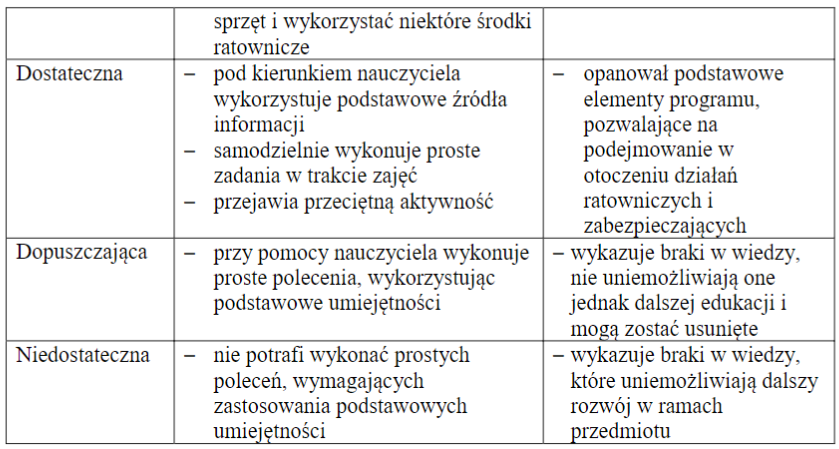 sprzęt i wykorzystać niektóre środki
ratownicze
Dostateczna
– pod kierunkiem nauczyciela
wykorzystuje podstawowe źródła
informacji
– samodzielnie wykonuje proste
zadania w trakcie zajęć
– przejawia przeciętną aktywność
– opanował podstawowe
elementy programu,
pozwalające na
podejmowanie w
otoczeniu działań
ratowniczych i
zabezpieczających
Dopuszczająca
– przy pomocy nauczyciela wykonuje
proste polecenia, wykorzystując
podstawowe umiejętności
– wykazuje braki w wiedzy,
nie uniemożliwiają one
jednak dalszej edukacji i
mogą zostać usunięte
Niedostateczna
– nie potrafi wykonać prostych
poleceń, wymagających
zastosowania podstawowych
umiejętności
– wykazuje braki w wiedzy,
które uniemożliwiają dalszy
rozwój w ramach
przedmiotu